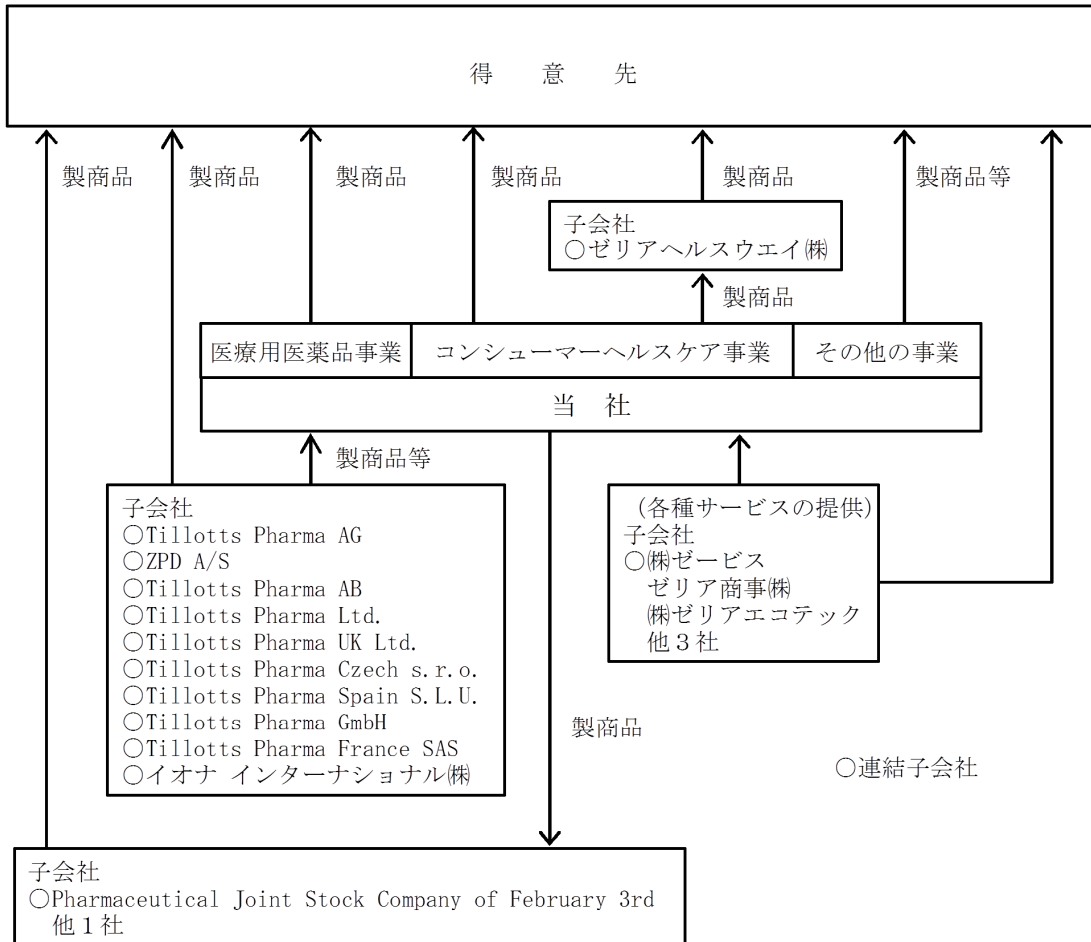 得意先
製商品
製商品
製商品
製商品
製商品
製商品等
子会社
○ゼリアヘルスウエイ㈱
製商品
医療用医薬品事業
コンシューマーヘルスケア事業
その他の事業
当社
製商品等
子会社
○Tillotts Pharma AG
○ZPD A/S
○Tillotts Pharma AB
○Tillotts Pharma Ltd.
○Tillotts Pharma UK Ltd.
○Tillotts Pharma Czech s.r.o.
○Tillotts Pharma Spain S.L.U.
○Tillotts Pharma GmbH
○Tillotts Pharma France SAS
○イオナ インターナショナル㈱
(各種サービスの提供)
子会社
○㈱ゼービス
ゼリア商事㈱
㈱ゼリアエコテック
他3社
製商品
○連結子会社
子会社
○Pharmaceutical Joint Stock Company of February 3rd
他1社